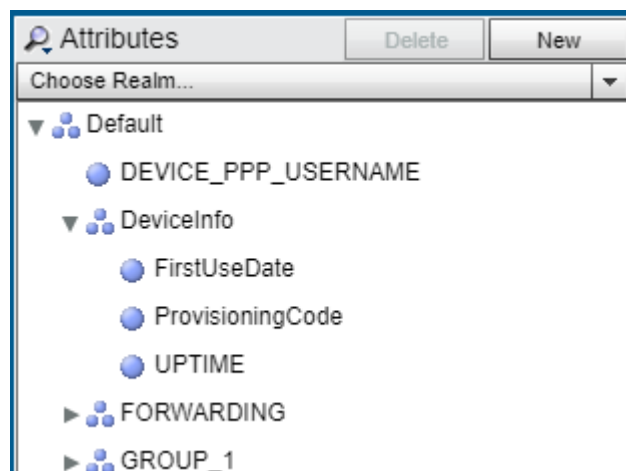 Attributes
Delete
New
Choose Realm...
Default
DEVICE_PPP_USERNAME
DeviceInfo
FirstUseDate
ProvisioningCode
UPTIME
FORWARDING
GROUP_1